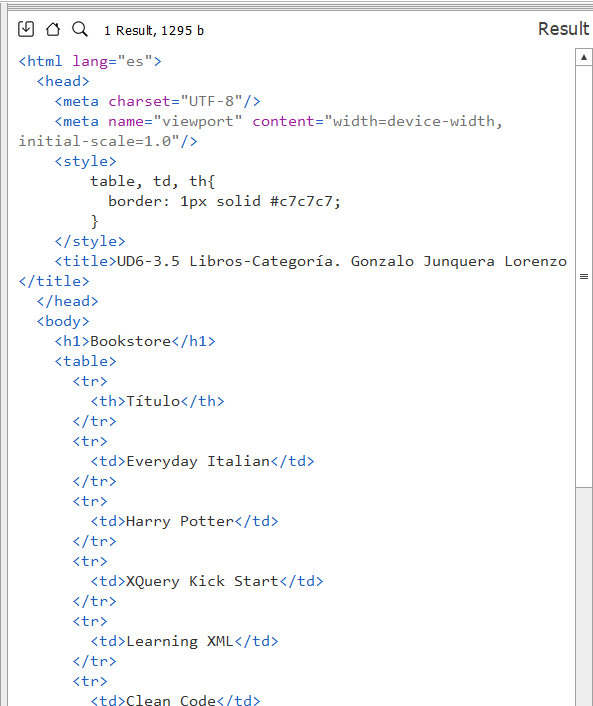 1 Result, 1295 b
Result
<html lang="es">
<head>
<meta charset="UTF-8"/>
<meta name="viewport" content="width=device-width,
initial-scale=1.0"/>
<style>
table, td, th{
border: 1px solid #c7c7c7;
}
</style>
<title>UD6-3.5 Libros-Categoría. Gonzalo Junquera Lorenzo
</title>
</head>
<body>
<h1>Bookstore</h1>
<table>
<tr>
<th>Título</th>
</tr>
<tr>
<td>Everyday Italian</td>
</tr>
<tr>
<td>Harry Potter</td>
</tr>
<tr>
<td>XQuery Kick Start</td>
</tr>
<tr>
<td>Learning XML</td>
</tr>
<tr>
<td>Clean Code</td>